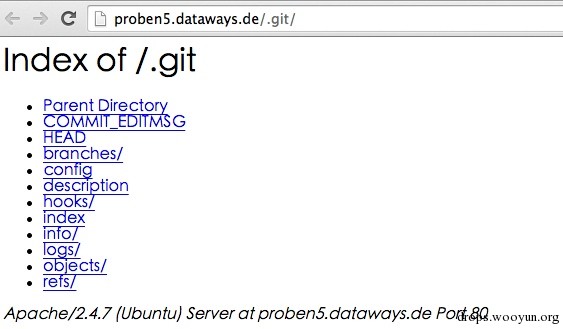 proben5.dataways.de/.git/
Index of /.git
Parent Directory
COMMIT_EDITMSG
HEAD
branches/
config
description
hooks/
index
info/
logs/
objects/
refs/
Apache/2.4.7 (Ubuntu) Server at proben5.dataways.de Port 80
drops.wooyun.org